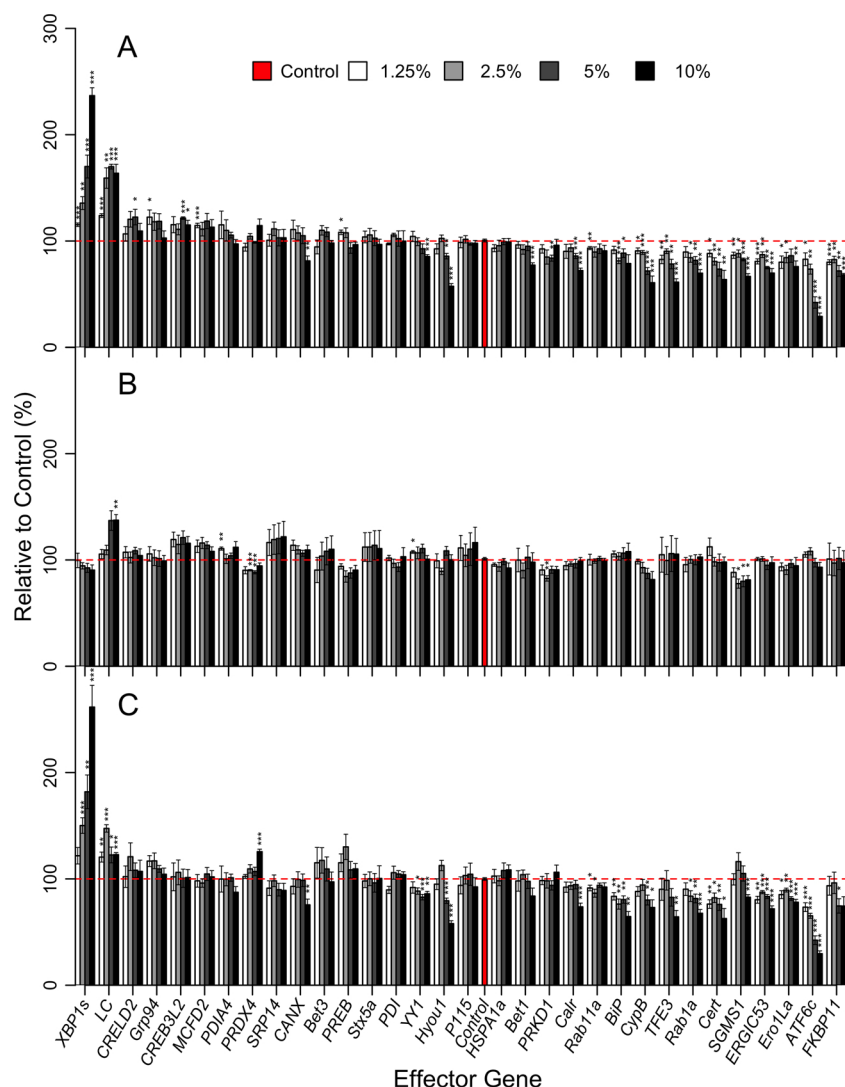 A
Control 1.25% 2.5% 5% 10%
300
200
100
0
B
200
100
0
C
200
100
0
Relative to Control (%)
XBP1s
LC
CRELD2
Grp94
CREB3L2
MCFD2
PDIA4
PRDX4
SRP14
CANX
Bet3
PREB
Stx5a
PDI
YY1
Hyou1
P115
Control
HSPA1a
Bet1
PRKD1
Calr
Rab11a
BiP
CypB
TFE3
Rab1a
Cert
SGMS1
ERGIC53
Ero1La
ATF6c
FKBP11
Effector Gene